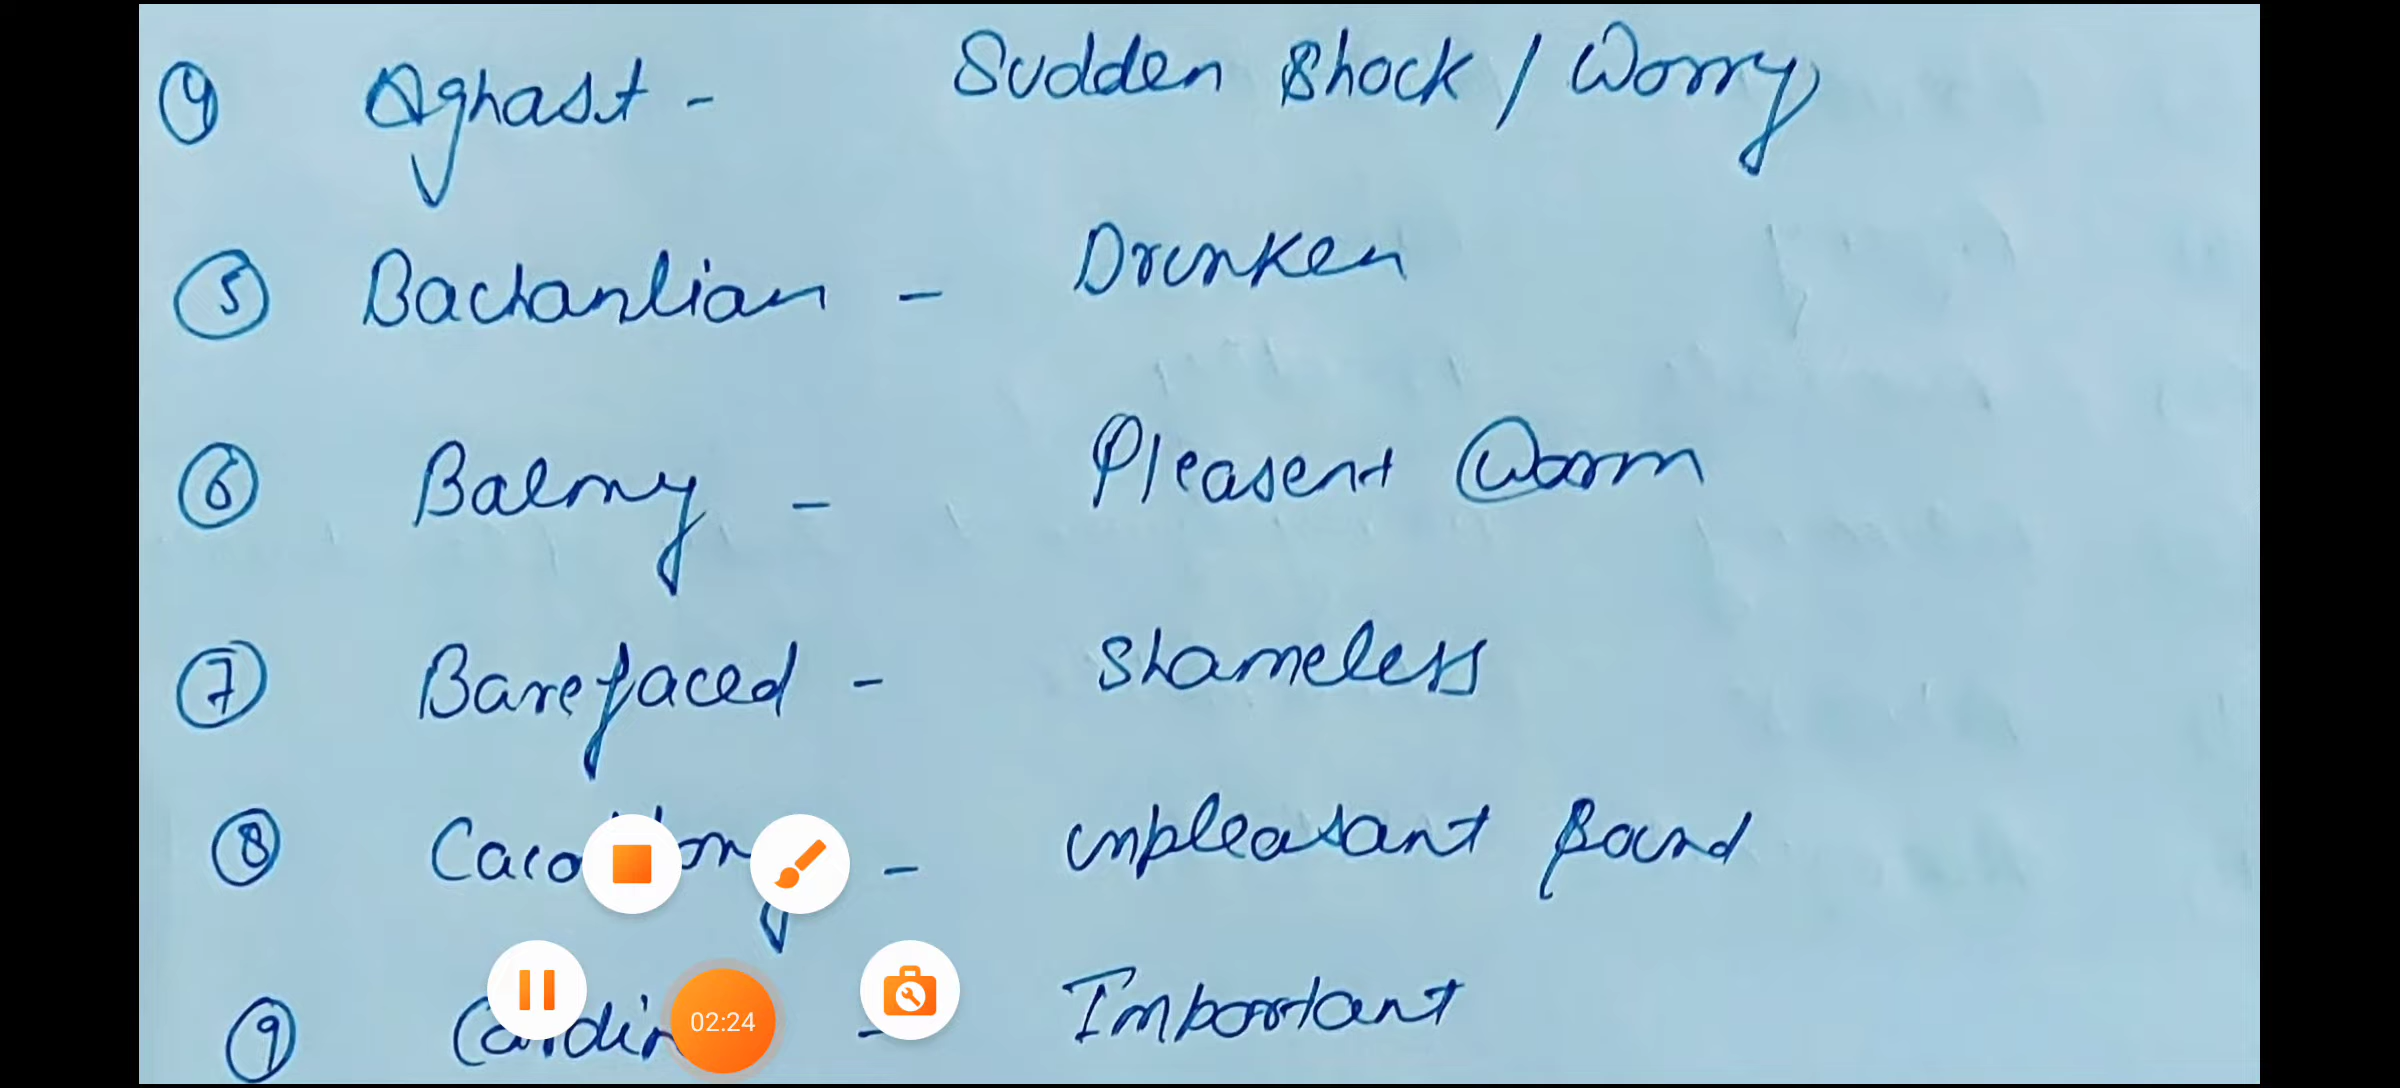 4 Aghast - Sudden Shock / Worry
5 Bachanlian - Drunken
6 Balmy - Pleasent Warm
7 Barefaced - Shameless
8 - unpleasant Sound
02:24
9 - Important